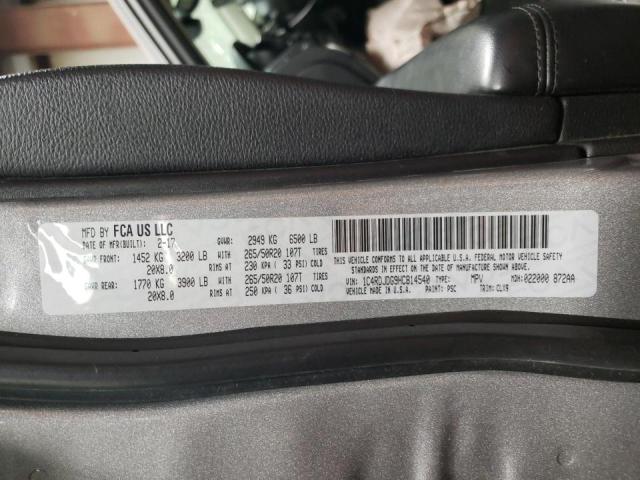 MFD BY FCA US LLC
DATE OF MFR(BUILT): 2-17 GVWR: 2949 KG 6500 LB
GAWR FRONT: 1452 KG 3200 LB WITH 265/50R20 107T TIRES
20X8.0 RIMS AT 230 KPA ( 33 PSI) COLD
GAWR REAR: 1770 KG 3900 LB WITH 265/50R20 107T TIRES
20X8.0 RIMS AT 250 KPA ( 36 PSI) COLD
THIS VEHICLE CONFORMS TO ALL APPLICABLE U.S.A. FEDERAL MOTOR VEHICLE SAFETY
STANDARDS IN EFFECT ON THE DATE OF MANUFACTURE SHOWN ABOVE.
VIN: 1C4RDJDG9HC814540 TYPE: MPV MDH: 022000 872AA
VEHICLE MADE IN U.S.A. PAINT: PSC TRIM: CLX9